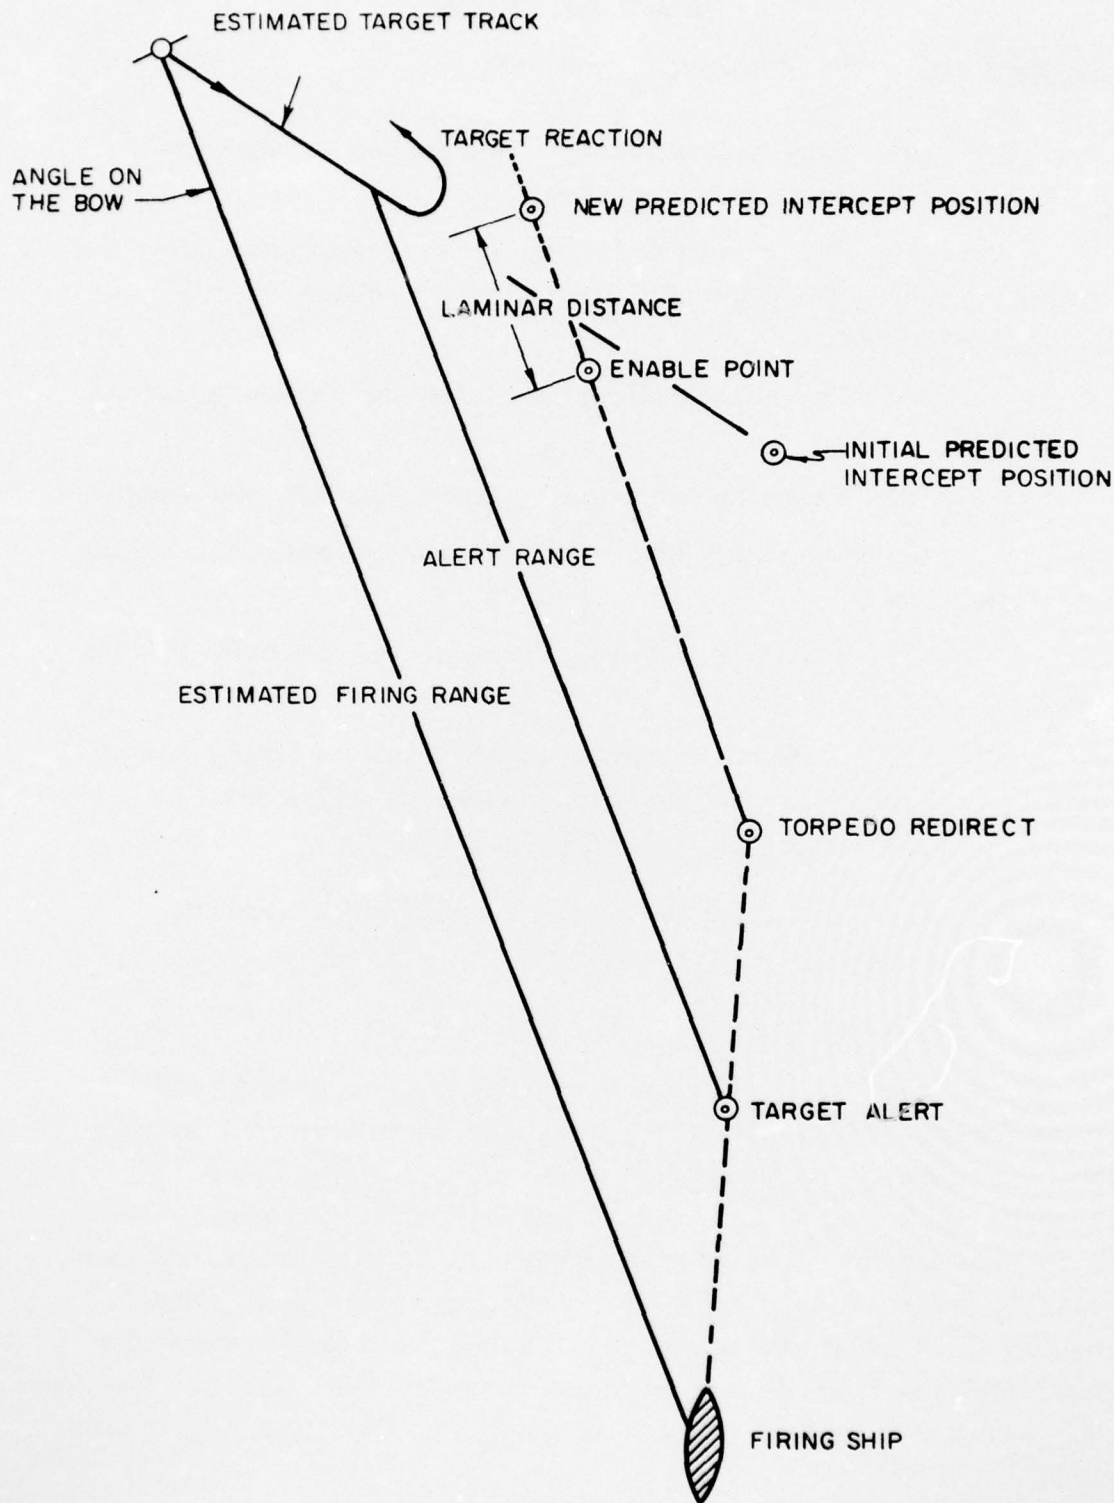 ESTIMATED TARGET TRACK
TARGET REACTION
ANGLE ON
THE BOW
NEW PREDICTED INTERCEPT POSITION
LAMINAR DISTANCE
ENABLE POINT
INITIAL PREDICTED
INTERCEPT POSITION
ALERT RANGE
ESTIMATED FIRING RANGE
TORPEDO REDIRECT
TARGET ALERT
FIRING SHIP